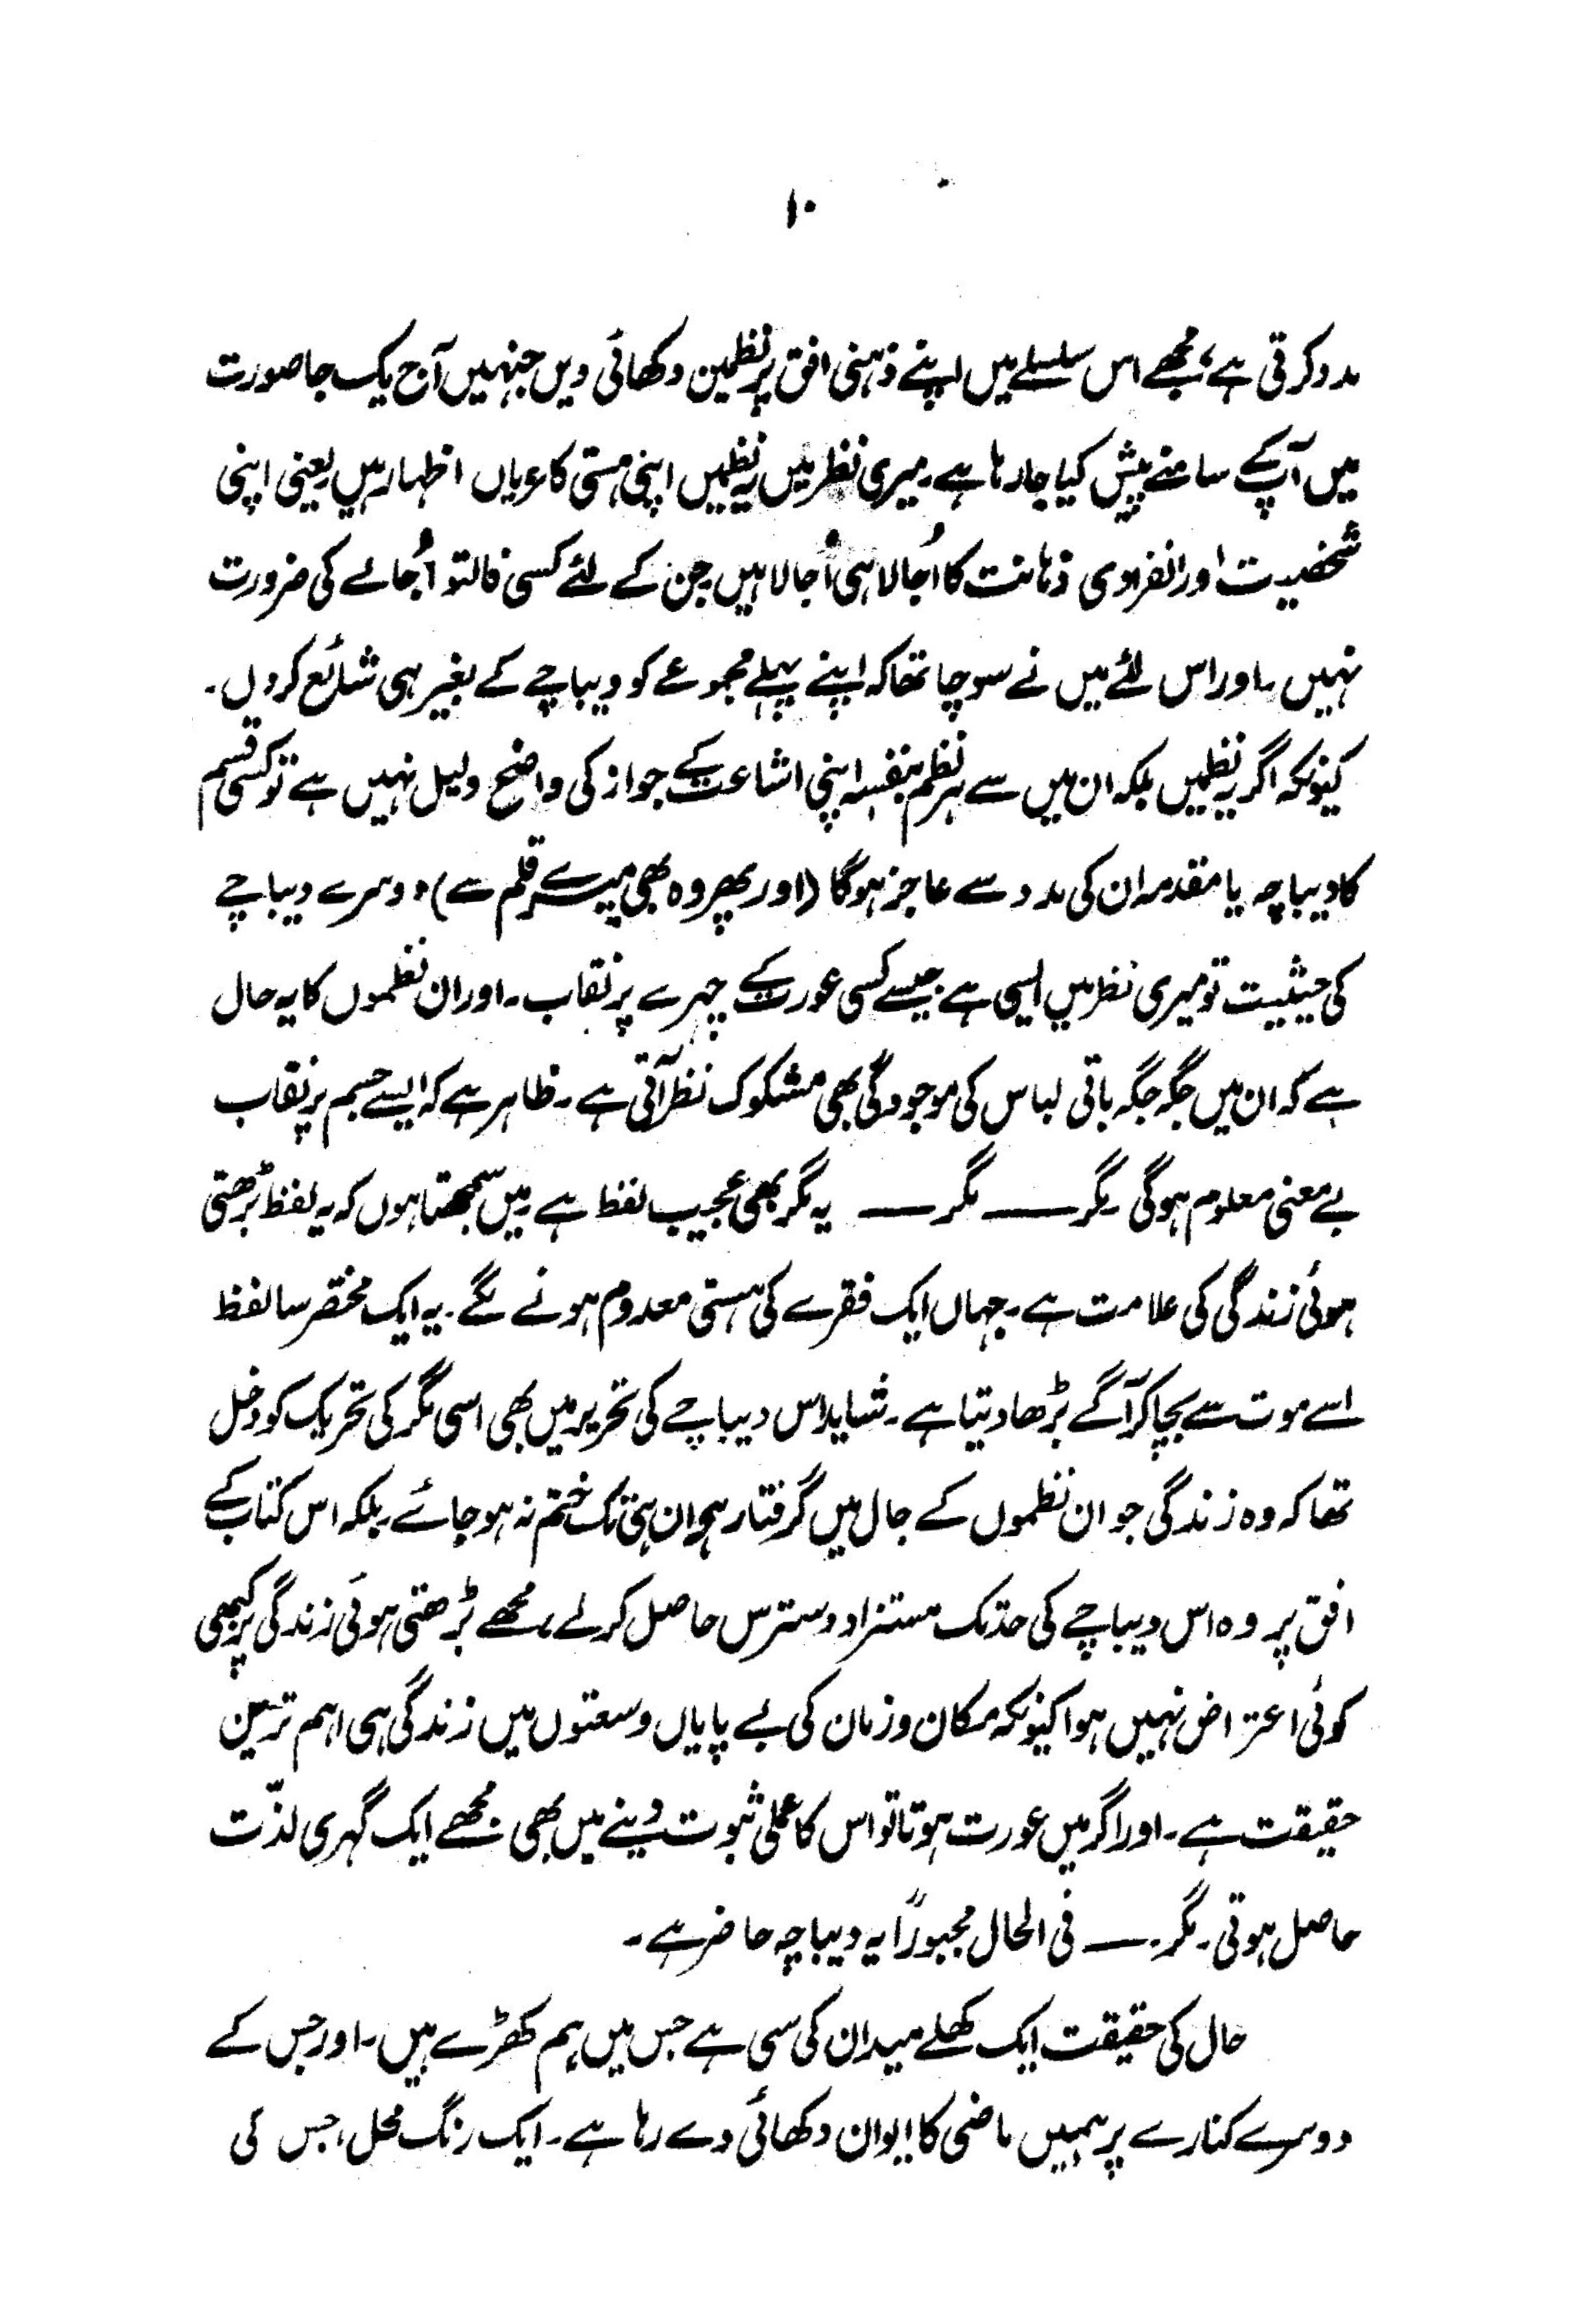 ۱۰
مدد کرتی ہے، مجھے اس سلسلے میں اپنے ذہنی افق پر نظمیں دکھائی دیں جنہیں آج یک جا صورت
میں آپ کے سامنے پیش کیا جا رہا ہے۔ میری نظر میں یہ نظمیں اپنی ہستی کا عریاں اظہار ہیں یعنی اپنی
شخصیت اور انفرادی ذہانت کا اُجالا ہی اُجالا ہیں جن کے لئے کسی فالتو اُجالے کی ضرورت
نہیں۔ اور اس لئے میں نے سوچا تھا کہ اپنے پہلے مجموعے کو دیباچے کے بغیر ہی شائع کر دوں۔
کیونکہ اگر یہ نظمیں بلکہ ان میں سے ہر نظم بنفسہ اپنی اشاعت کے جواز کی واضح دلیل نہیں ہے تو کسی قسم
کا دیباچہ یا مقدمہ ان کی مدد سے عاجز ہوگا (اور پھر وہ بھی میرے قلم سے) دوسرے دیباچے
کی حیثیت تو میری نظر میں ایسی ہے جیسے کسی عورت کے چہرے پر نقاب۔ اور ان نظموں کا یہ حال
ہے کہ ان میں جگہ جگہ باقی لباس کی موجودگی بھی مشکوک نظر آتی ہے۔ ظاہر ہے کہ ایسے جسم پر نقاب
بے معنی معلوم ہوگی۔ مگر ــــ مگر ــــ یہ مگر بھی عجیب لفظ ہے میں سمجھتا ہوں کہ یہ لفظ بڑھتی
ہوئی زندگی کی علامت ہے۔ جہاں ایک فقرے کی ہستی معدوم ہونے لگے۔ یہ ایک مختصر سا لفظ
اسے موت سے بچا کر آگے بڑھا دیتا ہے۔ شاید اس دیباچے کی تحریر میں بھی اسی مگر کی تحریک کو دخل
تھا کہ وہ زندگی جو ان نظموں کے جال میں گرفتار ہے ان ہی تک ختم نہ ہو جائے بلکہ اس کتاب کے
افق پر وہ اس دیباچے کی حد تک مستزاد دسترس حاصل کر لے، مجھے بڑھتی ہوئی زندگی پر کبھی
کوئی اعتراض نہیں ہوا کیونکہ مکان و زمان کی بے پایاں وسعتوں میں زندگی ہی اہم ترین
حقیقت ہے۔ اور اگر میں عورت ہوتا تو اس کا عملی ثبوت دینے میں بھی مجھے ایک گہری لذّت
حاصل ہوتی۔ مگر۔ ــــ فی الحال مجبوراً یہ دیباچہ حاضر ہے۔
حال کی حقیقت ایک کھلے میدان کی سی ہے جس میں ہم کھڑے ہیں۔ اور جس کے
دوسرے کنارے پر ہمیں ماضی کا ایوان دکھائی دے رہا ہے۔ ایک رنگ محل، جس کی